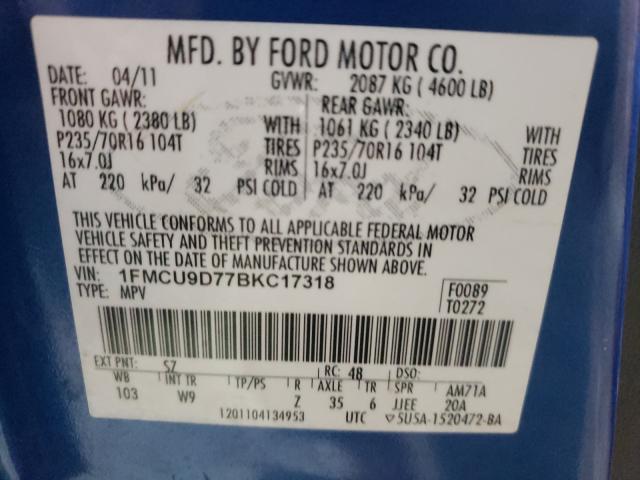 MFD. BY FORD MOTOR CO.
DATE: 04/11 GVWR: 2087 KG ( 4600 LB)
FRONT GAWR: REAR GAWR:
1080 KG ( 2380 LB) WITH 1061 KG ( 2340 LB) WITH
P235/70R16 104T TIRES P235/70R16 104T TIRES
16x7.0J RIMS 16x7.0J RIMS
AT 220 kPa/ 32 PSI COLD AT 220 kPa/ 32 PSI COLD
THIS VEHICLE CONFORMS TO ALL APPLICABLE FEDERAL MOTOR
VEHICLE SAFETY AND THEFT PREVENTION STANDARDS IN
EFFECT ON THE DATE OF MANUFACTURE SHOWN ABOVE.
VIN: 1FMCU9D77BKC17318 F0089
TYPE: MPV T0272
EXT PNT: SZ RC: 48 DSO:
WB INT TR TP/PS R AXLE TR SPR AM71A
103 W9 Z 35 6 JJEE 20A
1201104134953 UTC ▽5U5A-1520472-BA